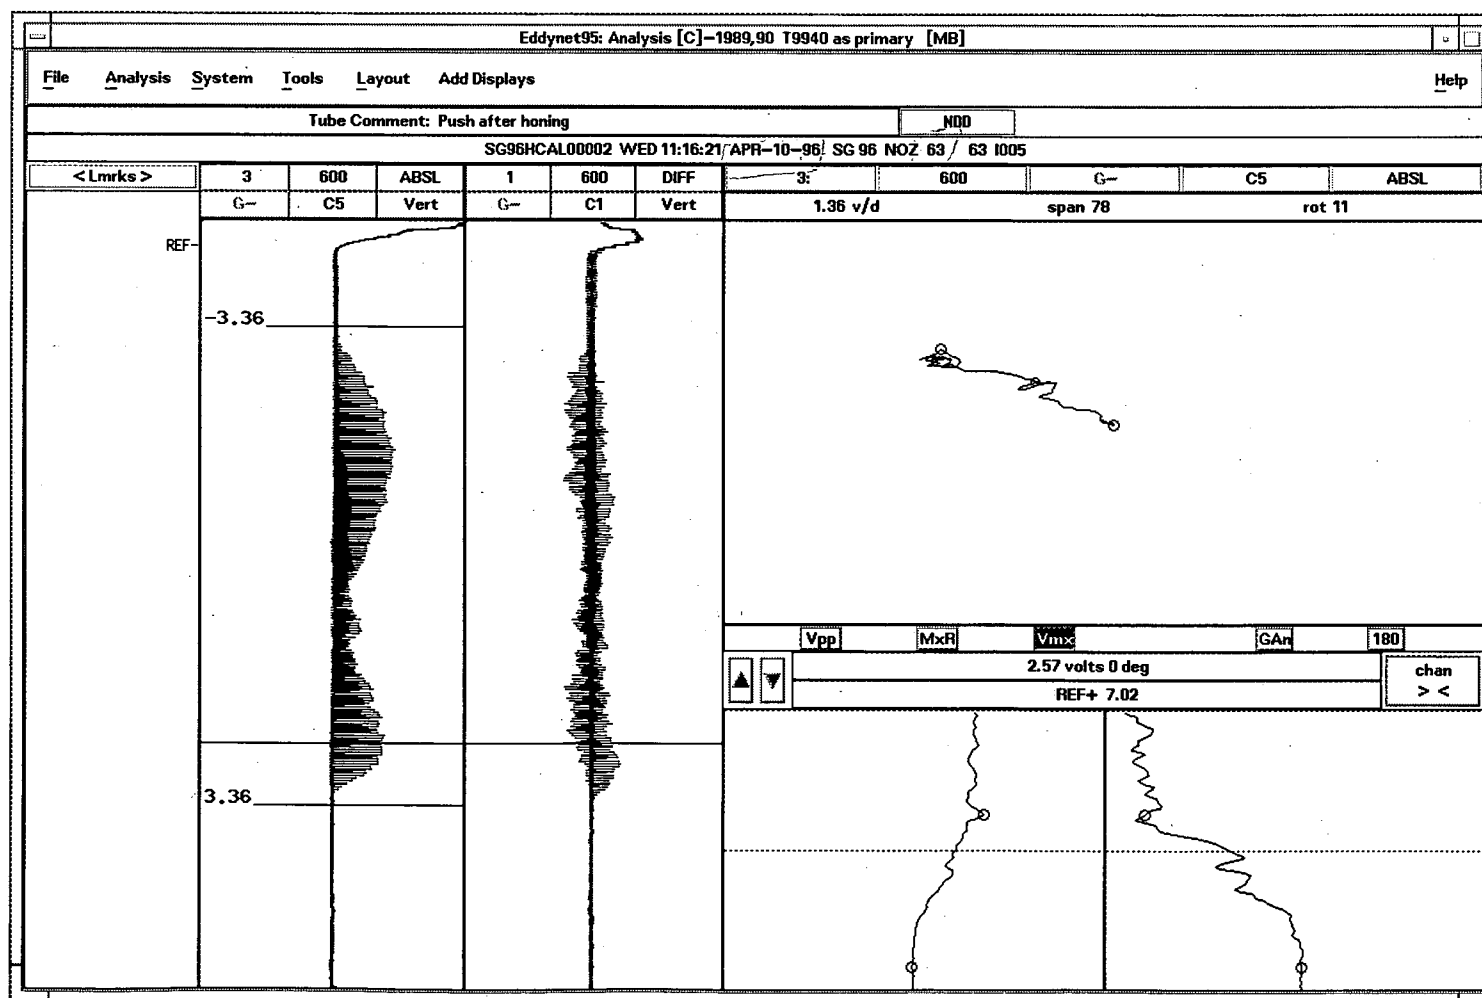 Eddynet95: Analysis [C]-1989,90 T9940 as primary [MB]
File Analysis System Tools Layout Add Displays Help
Tube Comment: Push after honing NDD
SG96HCAL00002 WED 11:16:21 APR-10-96 SG 96 NOZ 63 63 I005
< Lmrks > 3 600 ABSL 1 600 DIFF 3: 600 G~ C5 ABSL
G~ C5 Vert G~ C1 Vert 1.36 v/d span 78 rot 11
REF
-3.36
Vpp MxR Vmx GAn 180
2.57 volts 0 deg
chan
> <
REF+ 7.02
3.36